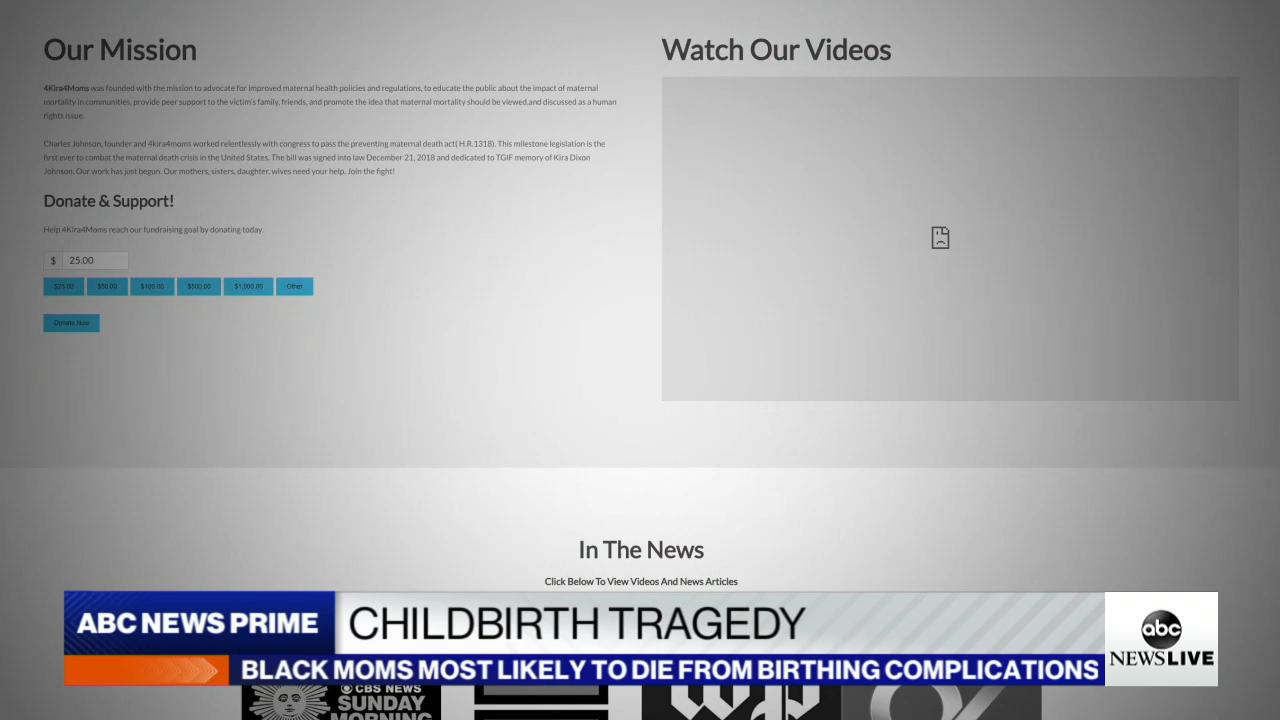 Our Mission
4Kira4Moms was founded with the mission to advocate for improved maternal health policies and regulations, to educate the public about the impact of maternal
mortality in communities, provide peer support to the victim's family, friends, and promote the idea that maternal mortality should be viewed,and discussed as a human
rights issue.
Charles Johnson, founder and 4kira4moms worked relentlessly with congress to pass the preventing maternal death act( H.R.1318). This milestone legislation is the
first ever to combat the maternal death crisis in the United States. The bill was signed into law December 21, 2018 and dedicated to TGIF memory of Kira Dixon
Johnson. Our work has just begun. Our mothers, sisters, daughter, wives need your help. Join the fight!
Donate & Support!
Help 4Kira4Moms reach our fundraising goal by donating today.
$ 25.00
$25.00 $50.00 $100.00 $500.00 $1,000.00 Other
Donate Now
Watch Our Videos
In The News
Click Below To View Videos And News Articles
ABC NEWS PRIME
CHILDBIRTH TRAGEDY
BLACK MOMS MOST LIKELY TO DIE FROM BIRTHING COMPLICATIONS
abc
NEWSLIVE
CBS NEWS
SUNDAY
MORNING